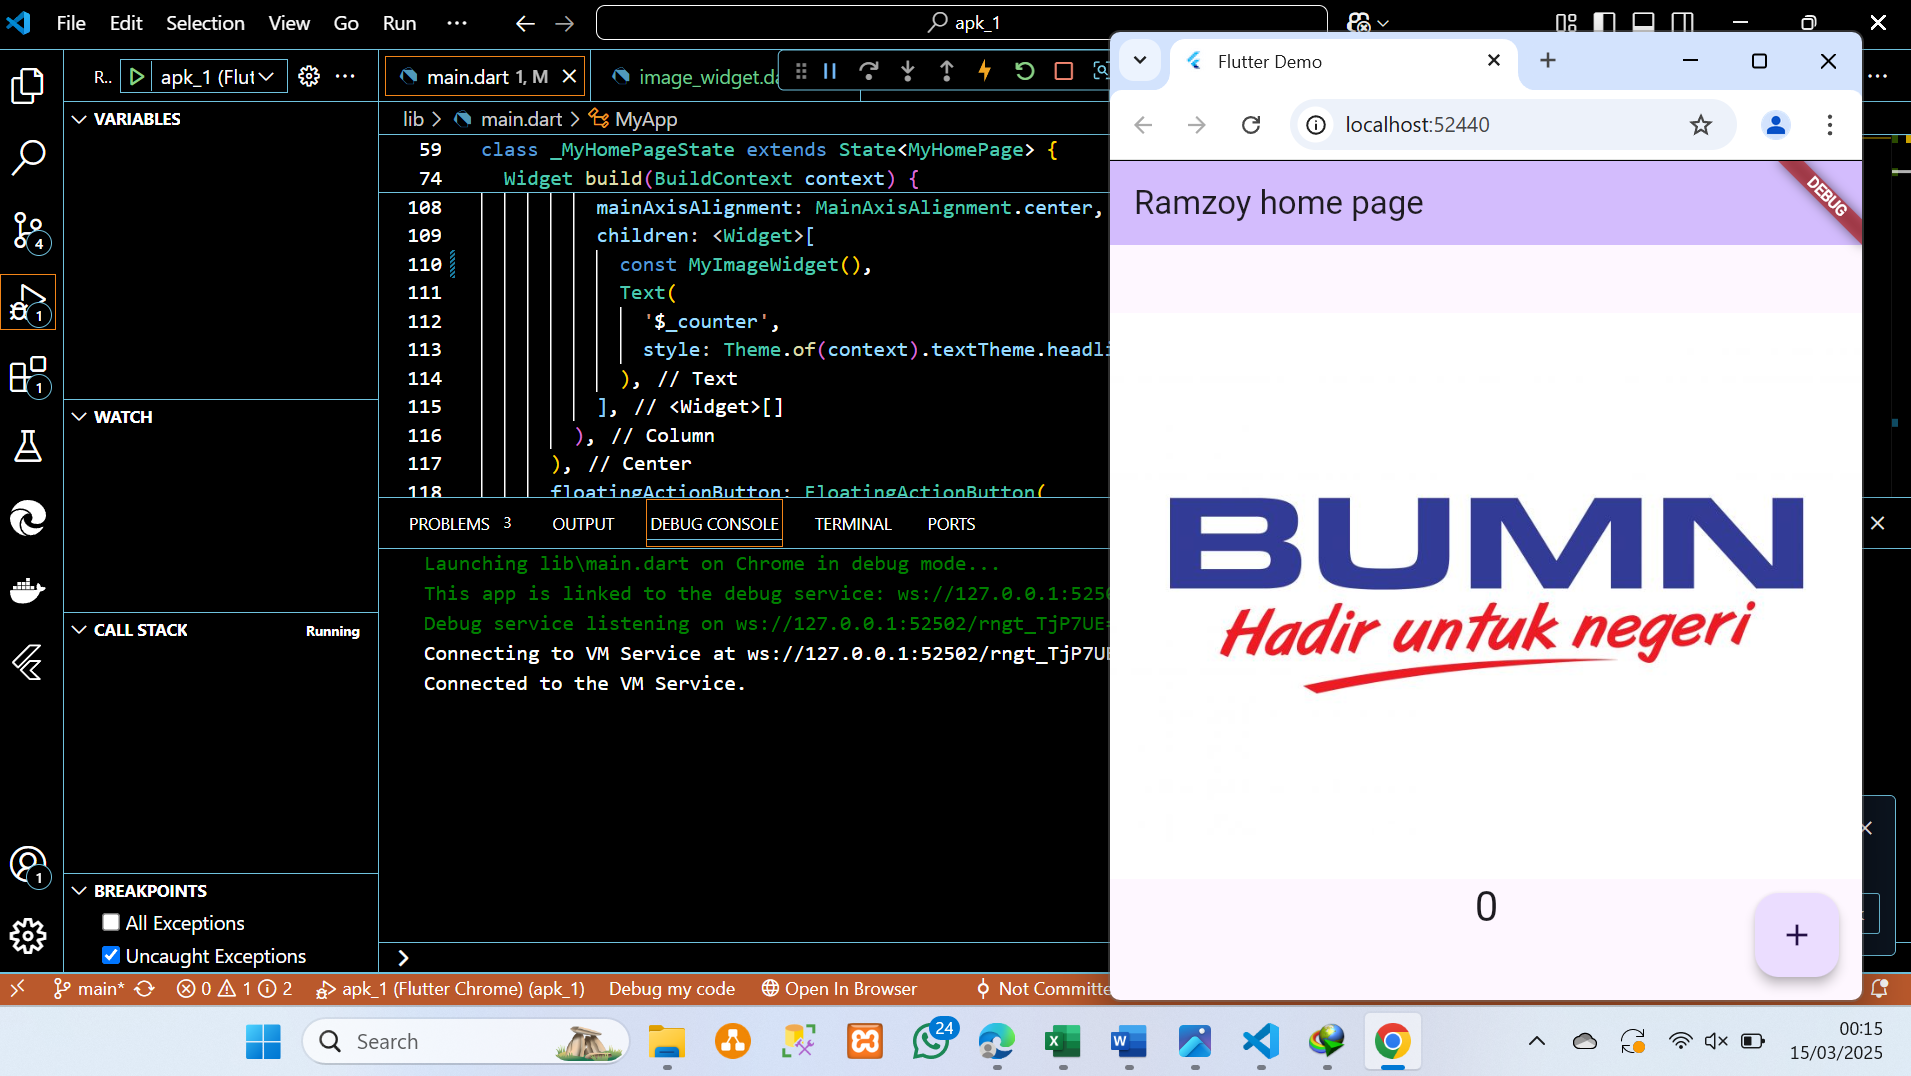 File Edit Selection View Go Run ··· apk_1
R.. apk_1 (Flut
main.dart 1, M
image_widget.da
VARIABLES
WATCH
CALL STACK Running
BREAKPOINTS
All Exceptions
Uncaught Exceptions
4
1
1
1
lib > main.dart > MyApp
59 class _MyHomePageState extends State<MyHomePage> {
74 Widget build(BuildContext context) {
108 mainAxisAlignment: MainAxisAlignment.center,
109 children: <Widget>[
110 const MyImageWidget(),
111 Text(
112 '$_counter',
113 style: Theme.of(context).textTheme.headli
114 ), // Text
115 ], // <Widget>[]
116 ), // Column
117 ), // Center
118 floatingActionButton: FloatingActionButton(
PROBLEMS 3 OUTPUT DEBUG CONSOLE TERMINAL PORTS
Launching lib\main.dart on Chrome in debug mode...
This app is linked to the debug service: ws://127.0.0.1:5250
Debug service listening on ws://127.0.0.1:52502/rngt_TjP7UE=
Connecting to VM Service at ws://127.0.0.1:52502/rngt_TjP7UE
Connected to the VM Service.
main* 0 1 2 apk_1 (Flutter Chrome) (apk_1) Debug my code Open In Browser Not Committe
Flutter Demo
localhost:52440
Ramzoy home page
DEBUG
BUMN
Hadir untuk negeri
0
+
Search
24
00:15
15/03/2025